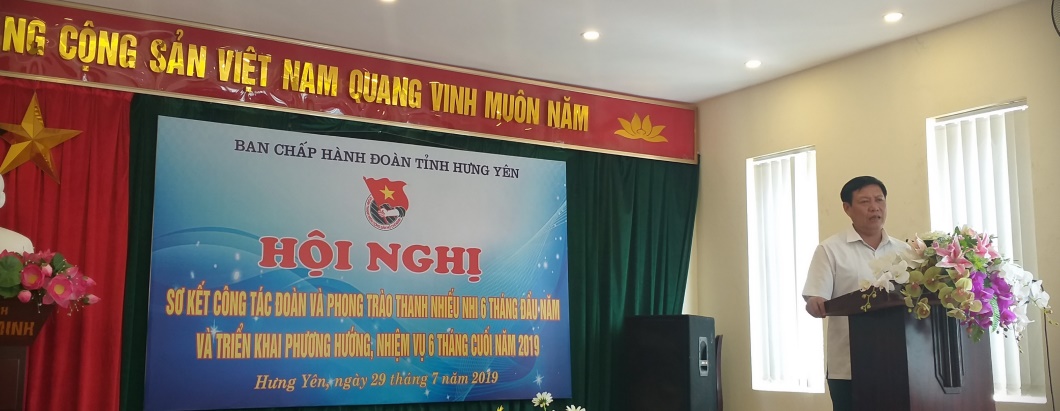 NG CỘNG SẢN VIỆT NAM QUANG VINH MUÔN NĂM
BAN CHẤP HÀNH ĐOÀN TỈNH HƯNG YÊN
HỘI NGHỊ
SƠ KẾT CÔNG TÁC ĐOÀN VÀ PHONG TRÀO THANH NHIẾU NHI 6 THÁNG ĐẦU NĂM
VÀ TRIỂN KHAI PHƯƠNG HƯỚNG, NHIỆM VỤ 6 THÁNG CUỐI NĂM 2019
Hưng Yên, ngày 29 tháng 7 năm 2019
MINH